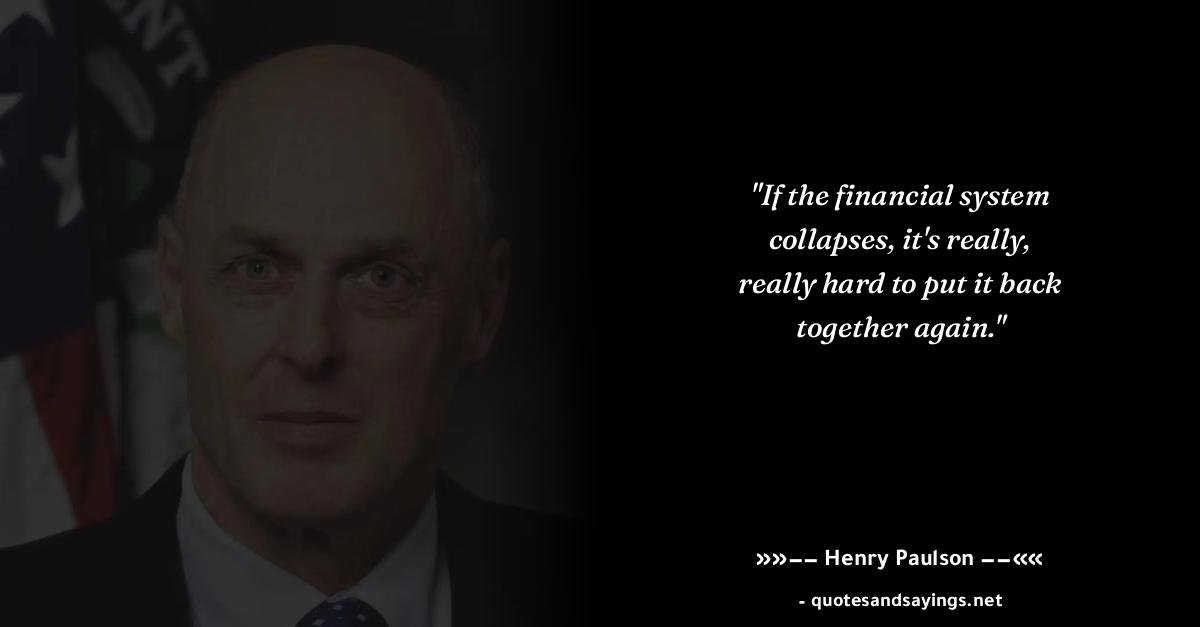 ENT
"If the financial system
collapses, it's really,
really hard to put it back
together again."
»»−− Henry Paulson −−««
- quotesandsayings.net